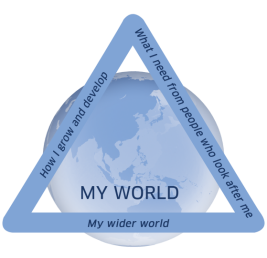 How I grow and develop
What I need from people who look after me
MY WORLD
My wider world